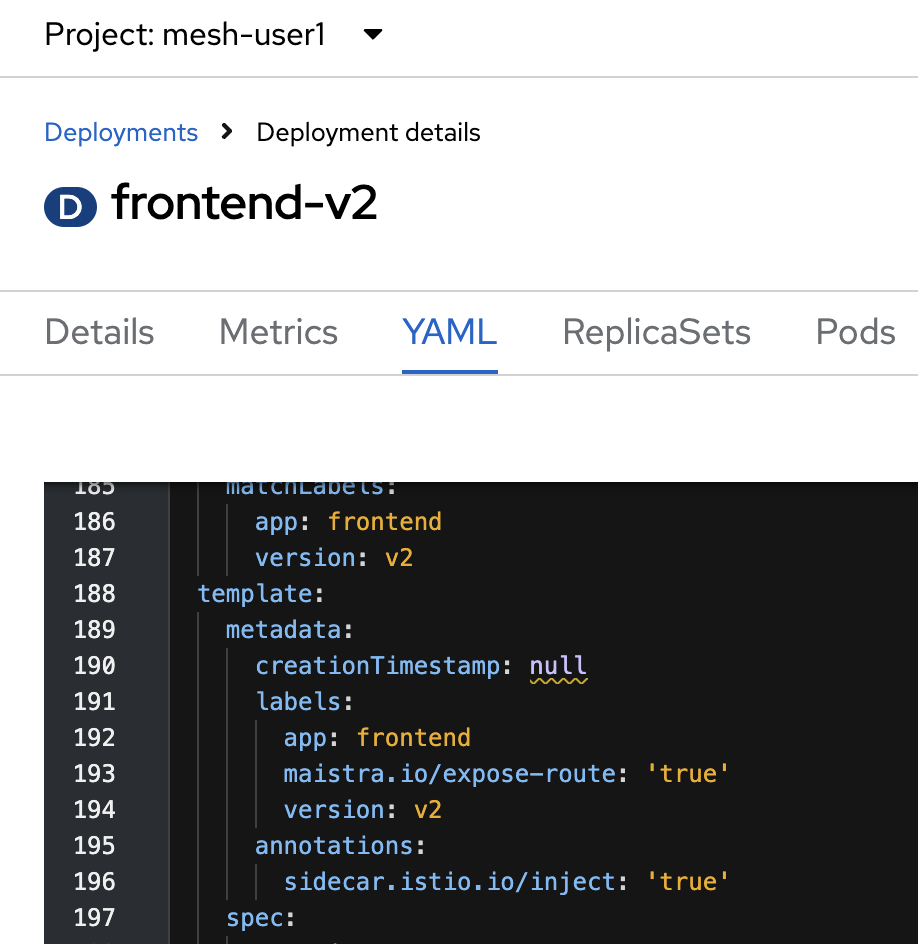 Project: mesh-user1
Deployments > Deployment details
D frontend-v2
Details Metrics YAML ReplicaSets Pods
185 matchLabels:
186 app: frontend
187 version: v2
188 template:
189 metadata:
190 creationTimestamp: null
191 labels:
192 app: frontend
193 maistra.io/expose-route: 'true'
194 version: v2
195 annotations:
196 sidecar.istio.io/inject: 'true'
197 spec: